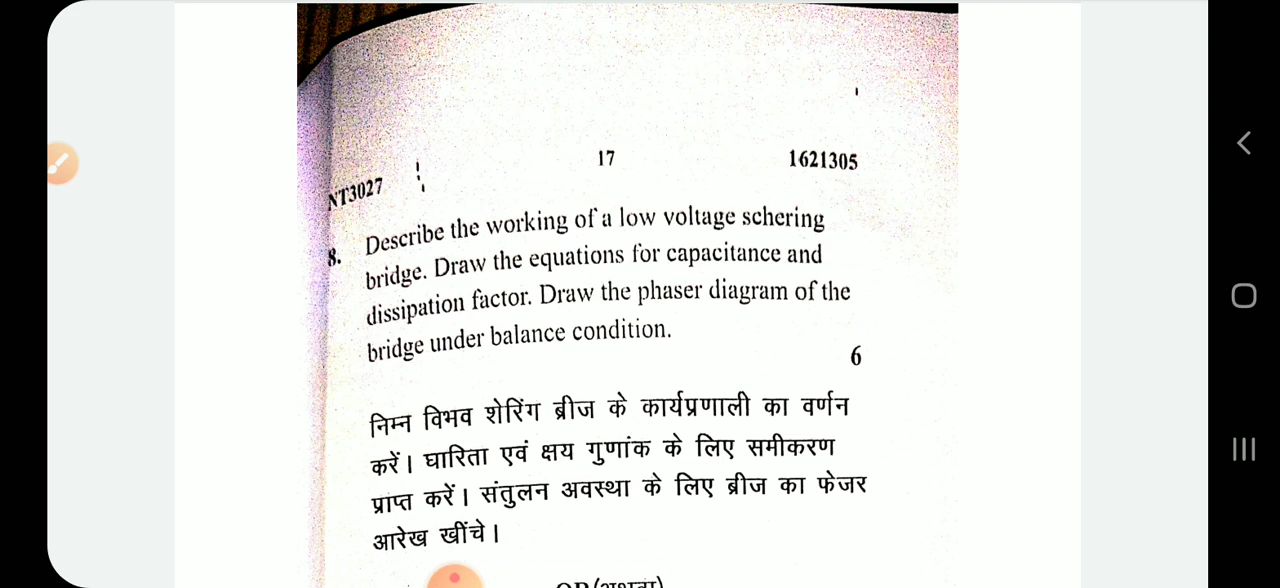 17
1621305
NT3027
8. Describe the working of a low voltage schering
bridge. Draw the equations for capacitance and
dissipation factor. Draw the phaser diagram of the
bridge under balance condition.
6
निम्न विभव शेरिंग ब्रीज के कार्यप्रणाली का वर्णन
करें। घारिता एवं क्षय गुणांक के लिए समीकरण
प्राप्त करें। संतुलन अवस्था के लिए ब्रीज का फेजर
आरेख खींचे।
OR (अथवा)